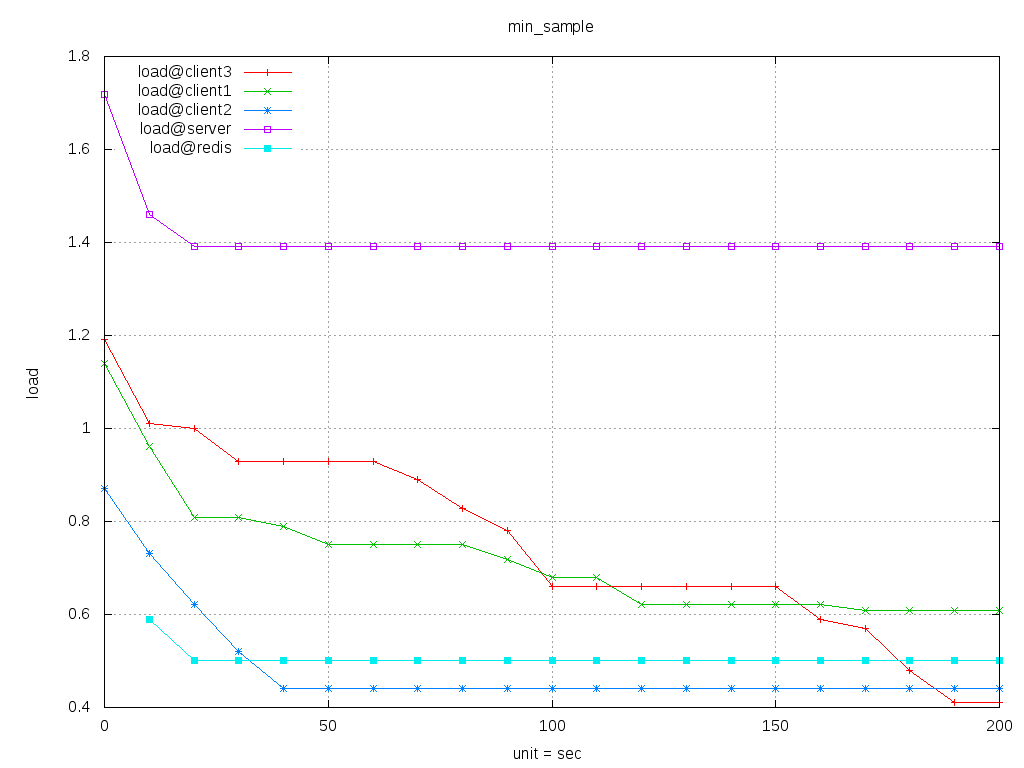 min_sample
load@client3
load@client1
load@client2
load@server
load@redis
1.8
1.6
1.4
1.2
1
0.8
0.6
0.4
load
0 50 100 150 200
unit = sec